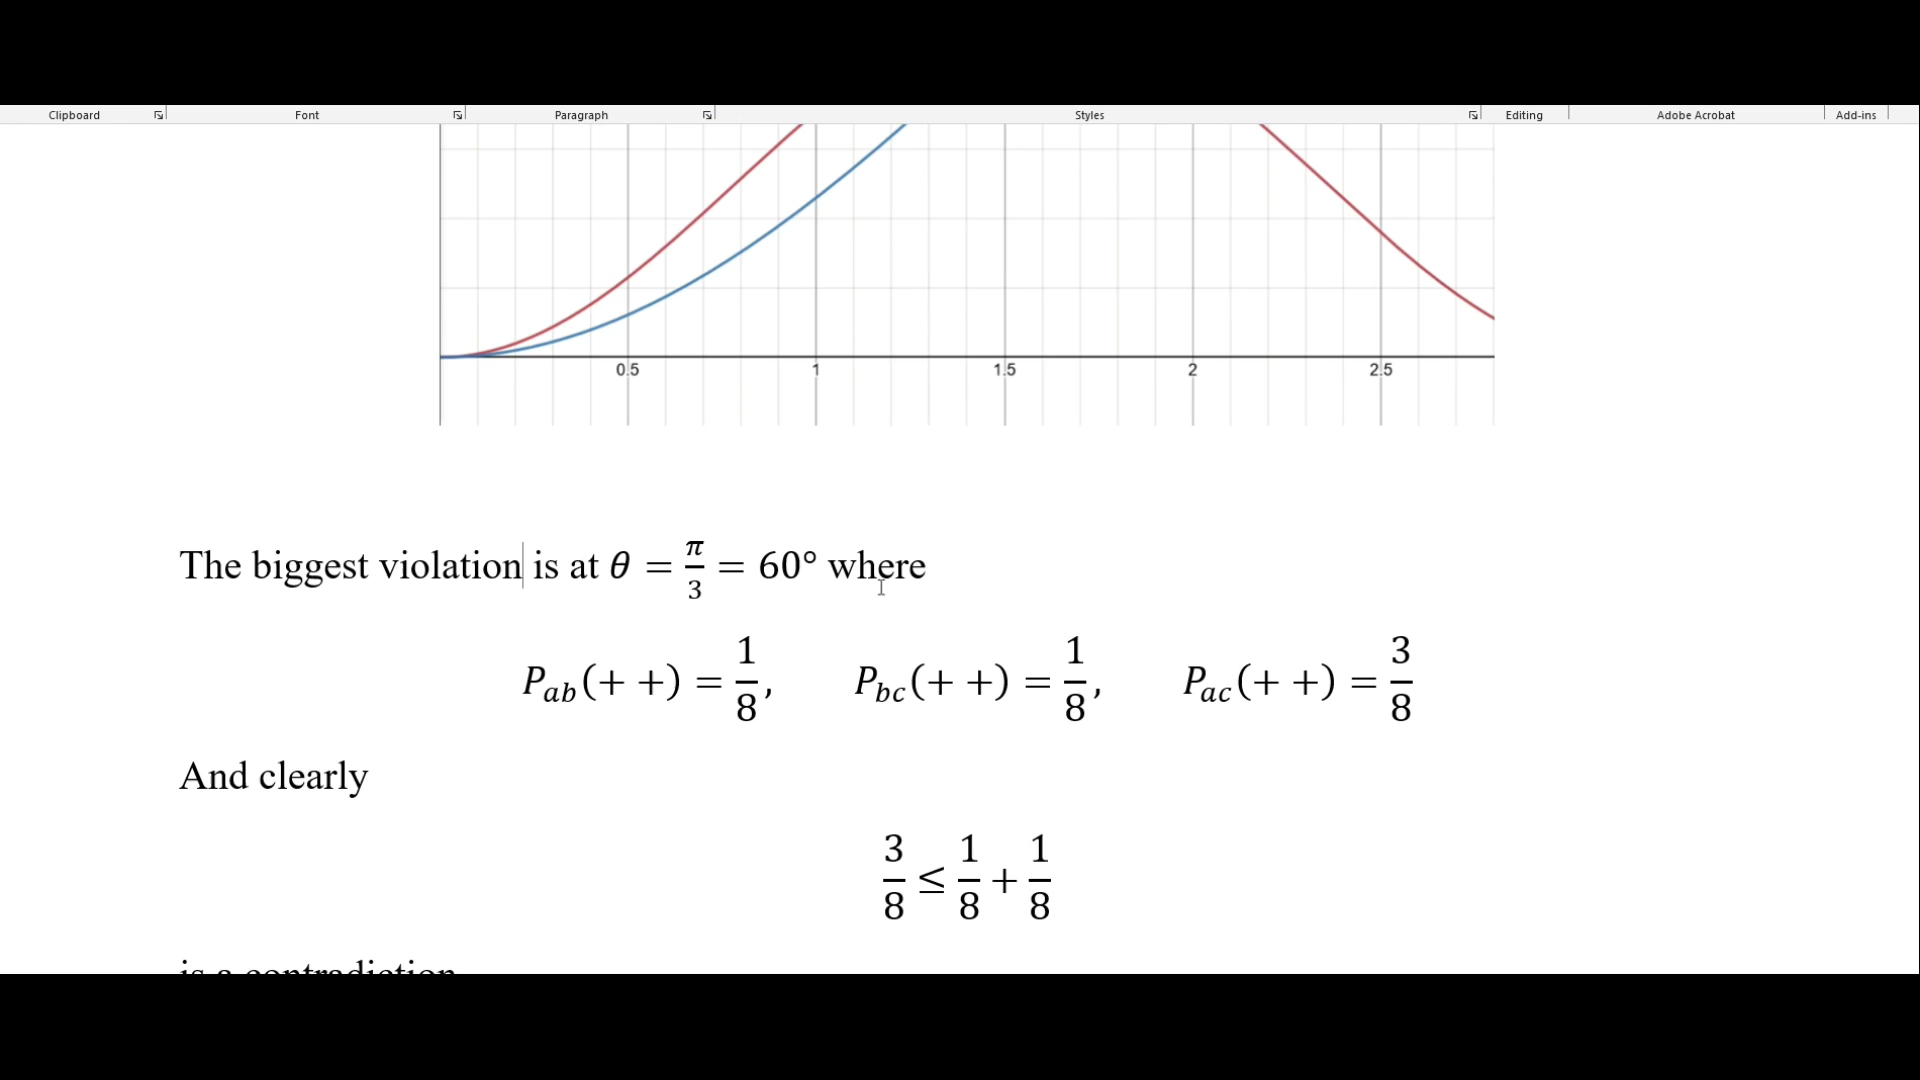 Clipboard Font Paragraph Styles Editing Adobe Acrobat Add-ins
0.5 1 1.5 2 2.5
The biggest violation is at θ = π/3 = 60° where
P_ab(+ +) = 1/8, P_bc(+ +) = 1/8, P_ac(+ +) = 3/8
And clearly
3/8 ≤ 1/8 + 1/8
is a contradiction